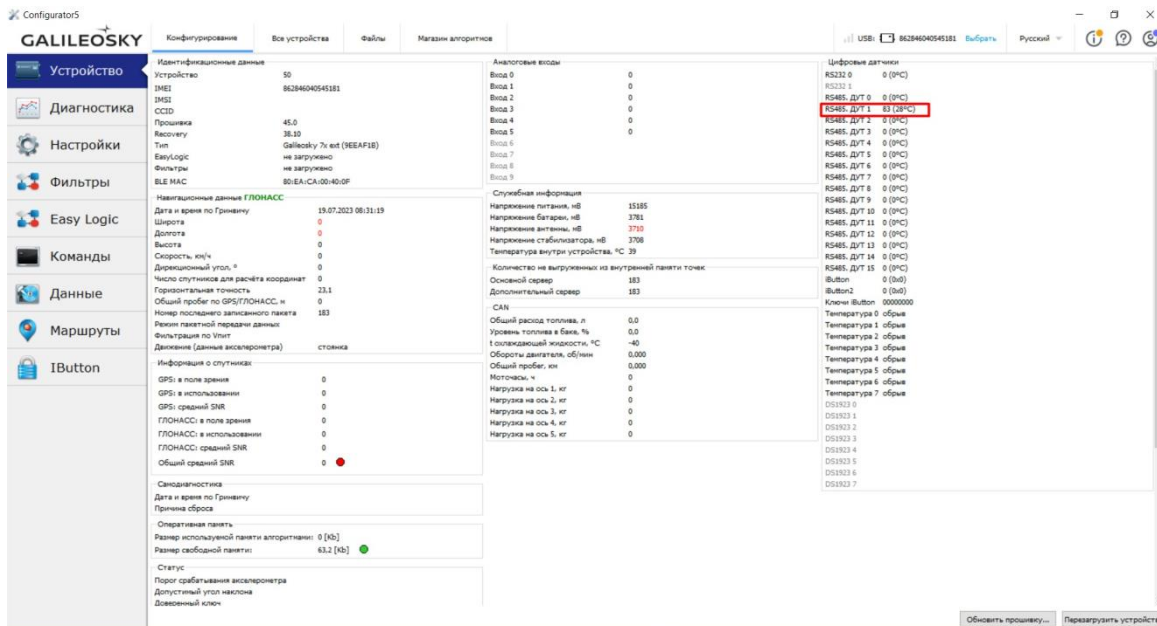 Configurator5
GALILEOSKY
Конфигурирование Все устройства Файлы Магазин алгоритмов USB: 862846040545181 Выбрать Русский
Устройство
Диагностика
Настройки
Фильтры
Easy Logic
Команды
Данные
Маршруты
IButton
Идентификационные данные
Устройство 50
IMEI 862846040545181
IMSI
CCID
Прошивка 45.0
Recovery 38.10
Тип Galileosky 7x ext (9EEAF1B)
EasyLogic не загружено
Фильтры не загружено
BLE MAC 80:EA:CA:00:40:0F
Навигационные данные ГЛОНАСС
Дата и время по Гринвичу 19.07.2023 08:31:19
Широта 0
Долгота 0
Высота 0
Скорость, км/ч 0
Дирекционный угол, ° 0
Число спутников для расчёта координат 0
Горизонтальная точность 23,1
Общий пробег по GPS/ГЛОНАСС, м 0
Номер последнего записанного пакета 183
Режим пакетной передачи данных
Фильтрация по Vпит
Движение (данные акселерометра) стоянка
Информация о спутниках
GPS: в поле зрения 0
GPS: в использовании 0
GPS: средний SNR 0
ГЛОНАСС: в поле зрения 0
ГЛОНАСС: в использовании 0
ГЛОНАСС: средний SNR 0
Общий средний SNR 0
Самодиагностика
Дата и время по Гринвичу
Причина сброса
Оперативная память
Размер используемой памяти алгоритмами: 0 [Kb]
Размер свободной памяти: 63,2 [Kb]
Статус
Порог срабатывания акселерометра
Допустимый угол наклона
Доверенный ключ
Аналоговые входы
Вход 0 0
Вход 1 0
Вход 2 0
Вход 3 0
Вход 4 0
Вход 5 0
Вход 6
Вход 7
Вход 8
Вход 9
Служебная информация
Напряжение питания, мВ 15185
Напряжение батареи, мВ 3781
Напряжение антенны, мВ 3710
Напряжение стабилизатора, мВ 3708
Температура внутри устройства, °C 39
Количество не выгруженных из внутренней памяти точек
Основной сервер 183
Дополнительный сервер 183
CAN
Общий расход топлива, л 0,0
Уровень топлива в баке, % 0,0
t охлаждающей жидкости, °C -40
Обороты двигателя, об/мин 0,000
Общий пробег, км 0,000
Моточасы, ч 0
Нагрузка на ось 1, кг 0
Нагрузка на ось 2, кг 0
Нагрузка на ось 3, кг 0
Нагрузка на ось 4, кг 0
Нагрузка на ось 5, кг 0
Цифровые датчики
RS232 0 0 (0°C)
RS232 1
RS485. ДУТ 0 0 (0°C)
RS485. ДУТ 1 83 (28°C)
RS485. ДУТ 2 0 (0°C)
RS485. ДУТ 3 0 (0°C)
RS485. ДУТ 4 0 (0°C)
RS485. ДУТ 5 0 (0°C)
RS485. ДУТ 6 0 (0°C)
RS485. ДУТ 7 0 (0°C)
RS485. ДУТ 8 0 (0°C)
RS485. ДУТ 9 0 (0°C)
RS485. ДУТ 10 0 (0°C)
RS485. ДУТ 11 0 (0°C)
RS485. ДУТ 12 0 (0°C)
RS485. ДУТ 13 0 (0°C)
RS485. ДУТ 14 0 (0°C)
RS485. ДУТ 15 0 (0°C)
iButton 0 (0x0)
iButton2 0 (0x0)
Ключи iButton 00000000
Температура 0 обрыв
Температура 1 обрыв
Температура 2 обрыв
Температура 3 обрыв
Температура 4 обрыв
Температура 5 обрыв
Температура 6 обрыв
Температура 7 обрыв
DS1923 0
DS1923 1
DS1923 2
DS1923 3
DS1923 4
DS1923 5
DS1923 6
DS1923 7
Обновить прошивку... Перезагрузить устройст